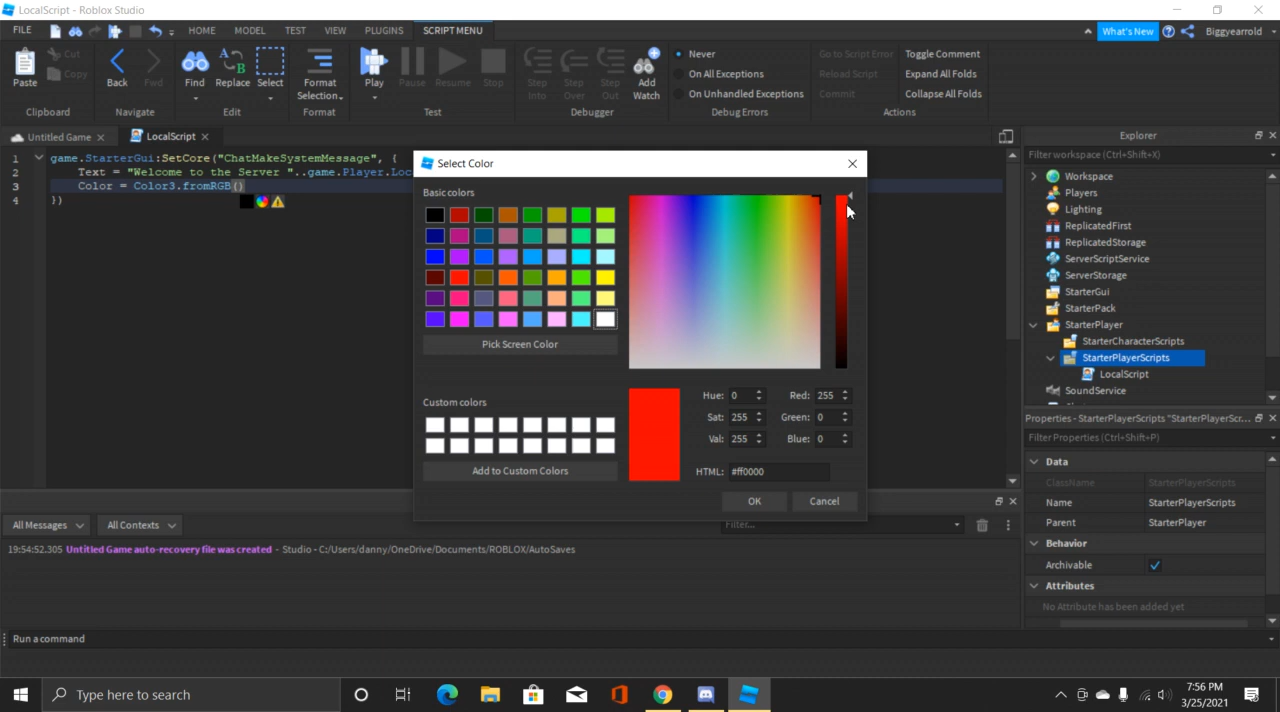 LocalScript - Roblox Studio
FILE HOME MODEL TEST VIEW PLUGINS SCRIPT MENU What's New Biggyearrold
Paste Cut Copy Back Fwd Find Replace Select Format Selection... Play Pause Resume Stop Step Into Step Over Step Out Add Watch
Never
On All Exceptions
On Unhandled Exceptions
Go to Script Error Toggle Comment
Reload Script Expand All Folds
Commit Collapse All Folds
Clipboard Navigate Edit Format Test Debugger Debug Errors Actions
Untitled Game LocalScript
1 game.StarterGui:SetCore("ChatMakeSystemMessage", {
2 Text = "Welcome to the Server "..game.Player.Loc
3 Color = Color3.fromRGB()
4 })
Select Color
Basic colors
Pick Screen Color
Custom colors
Add to Custom Colors
Hue: 0 Red: 255
Sat: 255 Green: 0
Val: 255 Blue: 0
HTML: #ff0000
OK Cancel
Explorer
Filter workspace (Ctrl+Shift+X)
Workspace
Players
Lighting
ReplicatedFirst
ReplicatedStorage
ServerScriptService
ServerStorage
StarterGui
StarterPack
StarterPlayer
StarterCharacterScripts
StarterPlayerScripts
LocalScript
SoundService
Properties - StarterPlayerScripts "StarterPlayerScr...
Filter Properties (Ctrl+Shift+P)
Data
ClassName StarterPlayerScripts
Name StarterPlayerScripts
Parent StarterPlayer
Behavior
Archivable
Attributes
No Attribute has been added yet
All Messages All Contexts Filter...
19:54:52.305 Untitled Game auto-recovery file was created - Studio - C:/Users/danny/OneDrive/Documents/ROBLOX/AutoSaves
Run a command
Type here to search
7:56 PM
3/25/2021